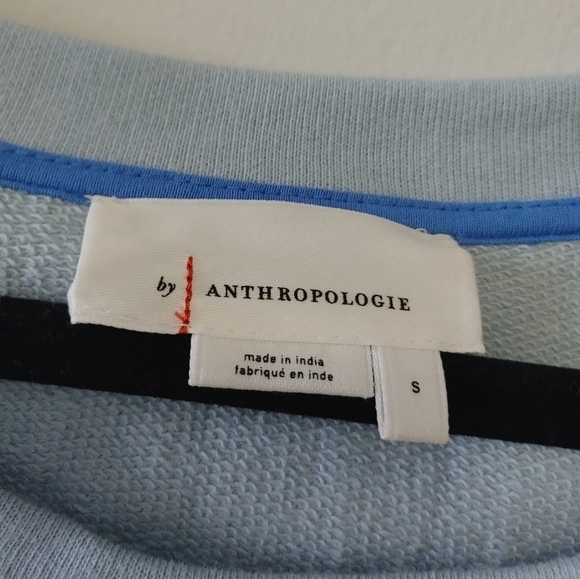 by ANTHROPOLOGIE
made in india
fabriqué en inde
S